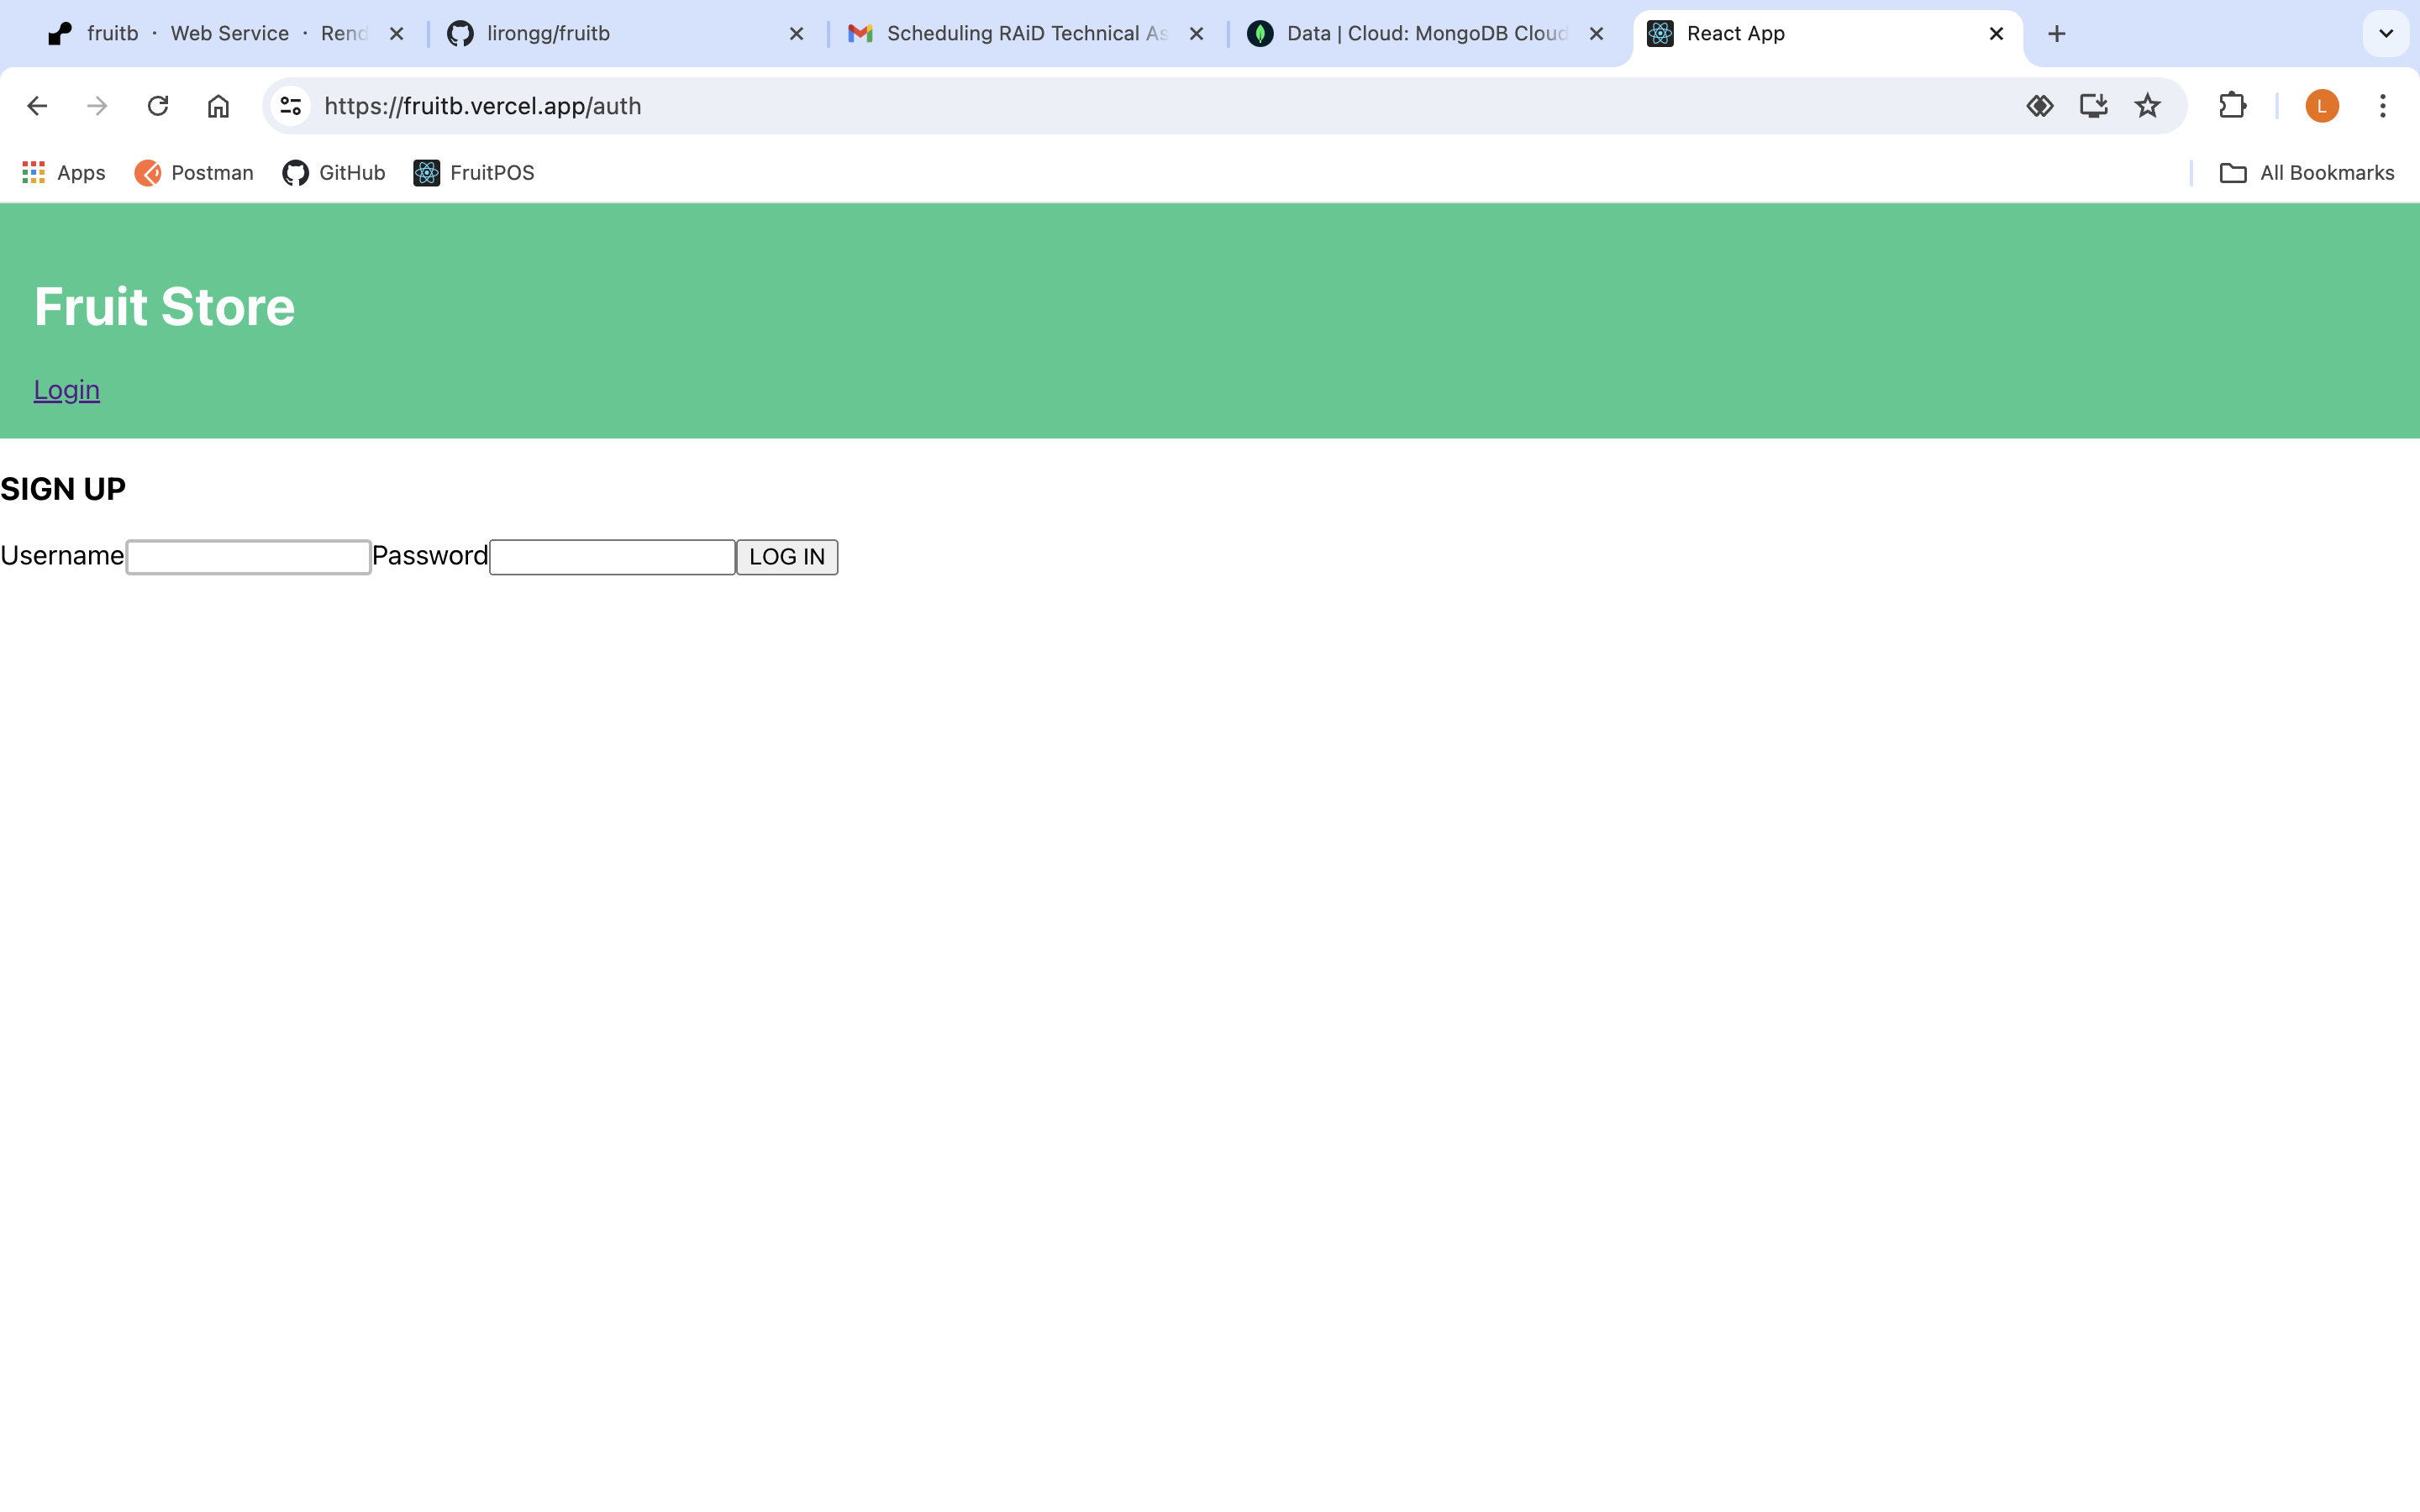 fruitb · Web Service · Rend
lirongg/fruitb
Scheduling RAiD Technical As
Data | Cloud: MongoDB Cloud
React App
https://fruitb.vercel.app/auth
L
Apps
Postman
GitHub
FruitPOS
All Bookmarks
Fruit Store
Login
SIGN UP
Username
Password
LOG IN